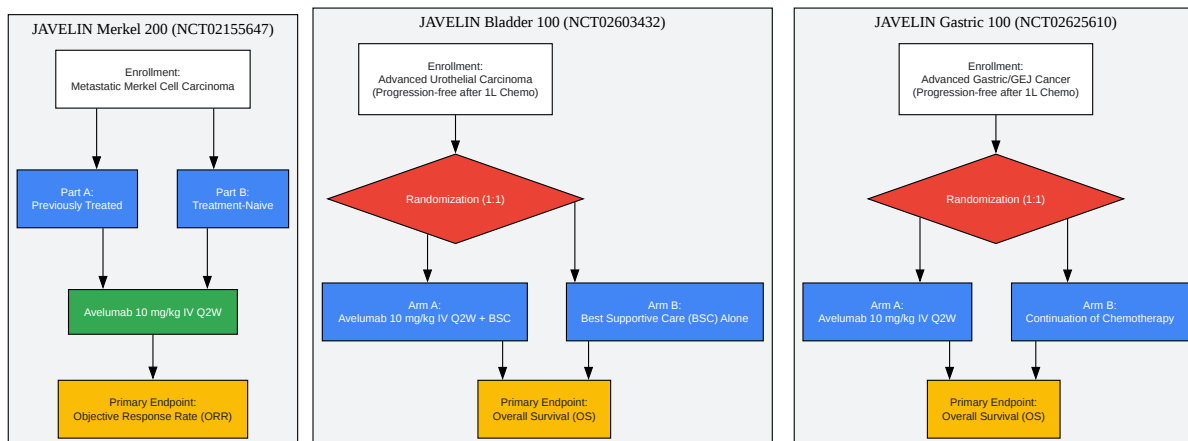 JAVELIN Merkel 200 (NCT02155647)
Enrollment:
Metastatic Merkel Cell Carcinoma
Part A:
Previously Treated
Part B:
Treatment-Naive
Avelumab 10 mg/kg IV Q2W
Primary Endpoint:
Objective Response Rate (ORR)
JAVELIN Bladder 100 (NCT02603432)
Enrollment:
Advanced Urothelial Carcinoma
(Progression-free after 1L Chemo)
Randomization (1:1)
Arm A:
Avelumab 10 mg/kg IV Q2W + BSC
Arm B:
Best Supportive Care (BSC) Alone
Primary Endpoint:
Overall Survival (OS)
JAVELIN Gastric 100 (NCT02625610)
Enrollment:
Advanced Gastric/GEJ Cancer
(Progression-free after 1L Chemo)
Randomization (1:1)
Arm A:
Avelumab 10 mg/kg IV Q2W
Arm B:
Continuation of Chemotherapy
Primary Endpoint:
Overall Survival (OS)